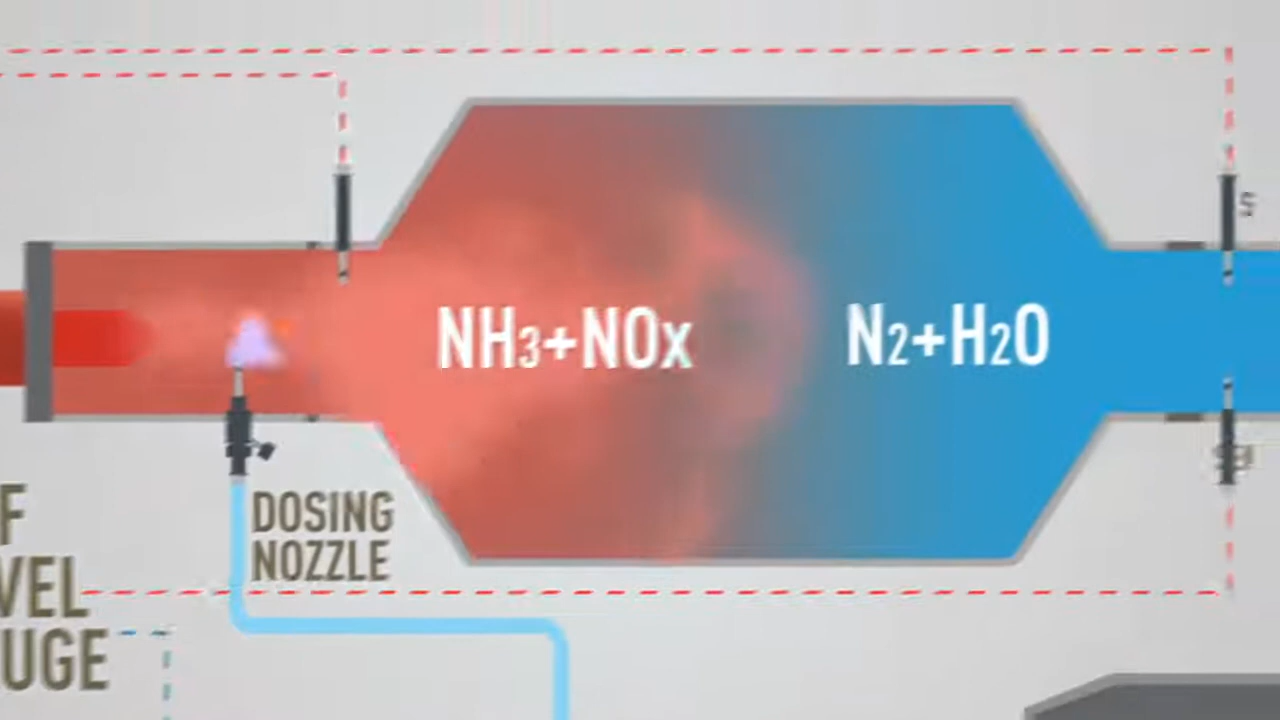 NH3+NOx
N2+H2O
DOSING
NOZZLE
F
VEL
UGE